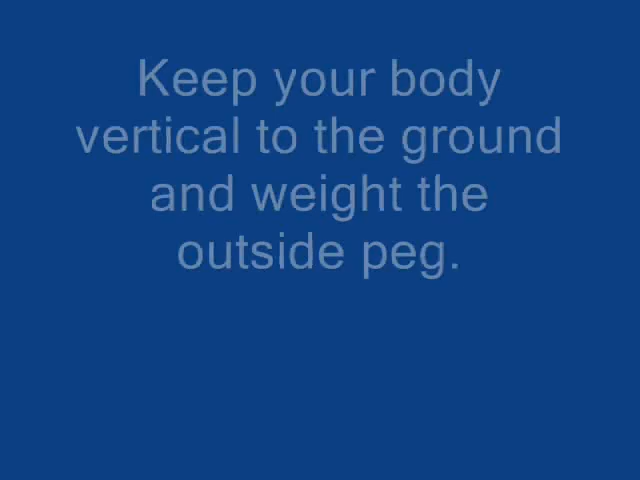 Keep your body
vertical to the ground
and weight the
outside peg.